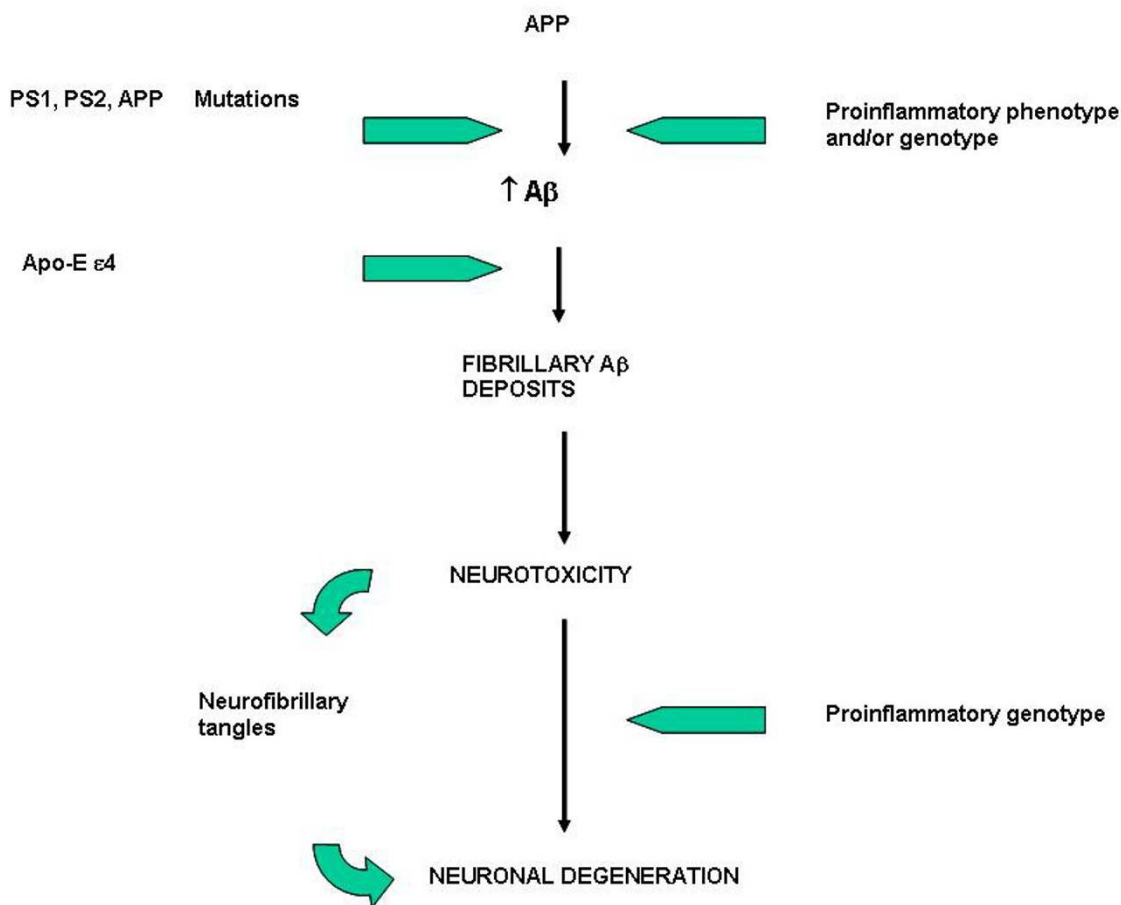 APP
PS1, PS2, APP Mutations
Proinflammatory phenotype
and/or genotype
↑ Aβ
Apo-E ε4
FIBRILLARY Aβ
DEPOSITS
NEUROTOXICITY
Neurofibrillary
tangles
Proinflammatory genotype
NEURONAL DEGENERATION